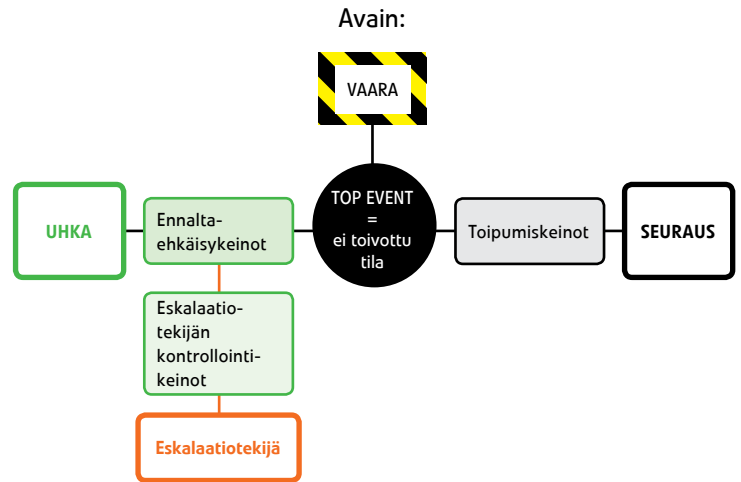 Avain:
VAARA
UHKA
Ennalta-
ehkäisykeinot
TOP EVENT
=
ei toivottu
tila
Toipumiskeinot
SEURAUS
Eskalaatio-
tekijän
kontrollointi-
keinot
Eskalaatiotekijä